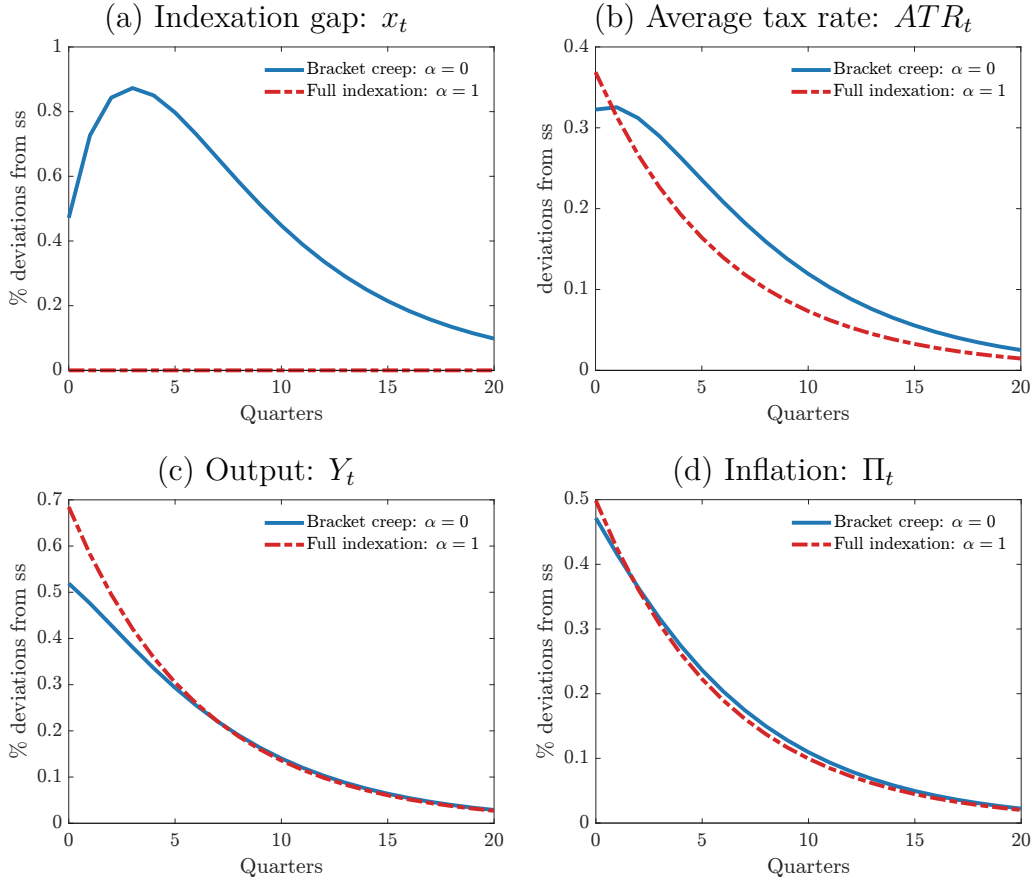 (a) Indexation gap: x_t
% deviations from ss
1
0.8
0.6
0.4
0.2
0
Bracket creep: α = 0
Full indexation: α = 1
0 5 10 15 20
Quarters
(b) Average tax rate: ATR_t
deviations from ss
0.4
0.3
0.2
0.1
0
Bracket creep: α = 0
Full indexation: α = 1
0 5 10 15 20
Quarters
(c) Output: Y_t
% deviations from ss
0.7
0.6
0.5
0.4
0.3
0.2
0.1
0
Bracket creep: α = 0
Full indexation: α = 1
0 5 10 15 20
Quarters
(d) Inflation: Π_t
% deviations from ss
0.5
0.4
0.3
0.2
0.1
0
Bracket creep: α = 0
Full indexation: α = 1
0 5 10 15 20
Quarters